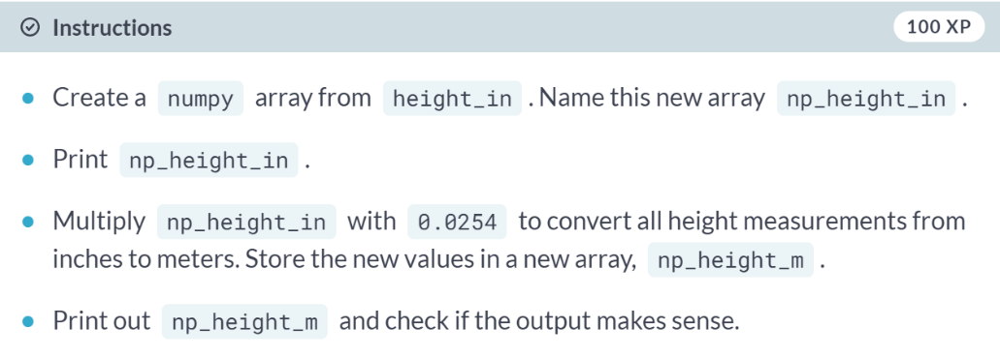 Instructions
100 XP
Create a numpy array from height_in . Name this new array np_height_in .
Print np_height_in .
Multiply np_height_in with 0.0254 to convert all height measurements from
inches to meters. Store the new values in a new array, np_height_m .
Print out np_height_m and check if the output makes sense.